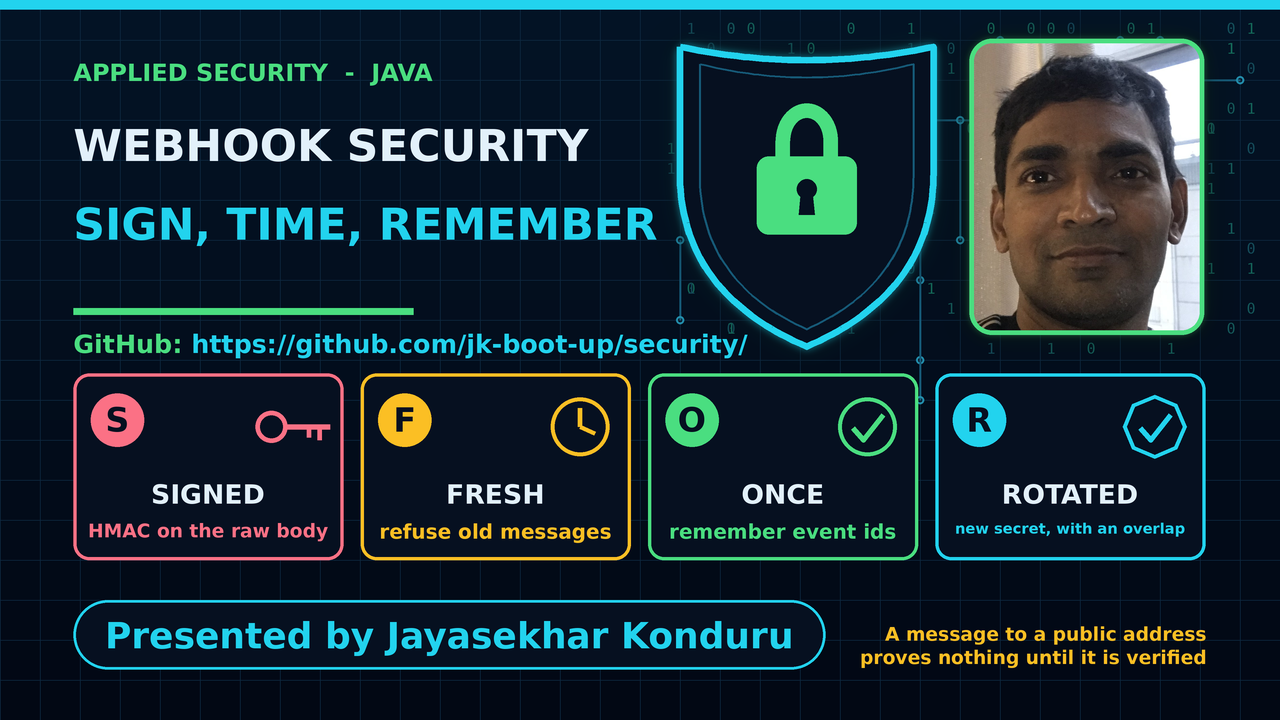 APPLIED SECURITY - JAVA
WEBHOOK SECURITY
SIGN, TIME, REMEMBER
GitHub: https://github.com/jk-boot-up/security/
S
SIGNED
HMAC on the raw body
F
FRESH
refuse old messages
O
ONCE
remember event ids
R
ROTATED
new secret, with an overlap
Presented by Jayasekhar Konduru
A message to a public address
proves nothing until it is verified